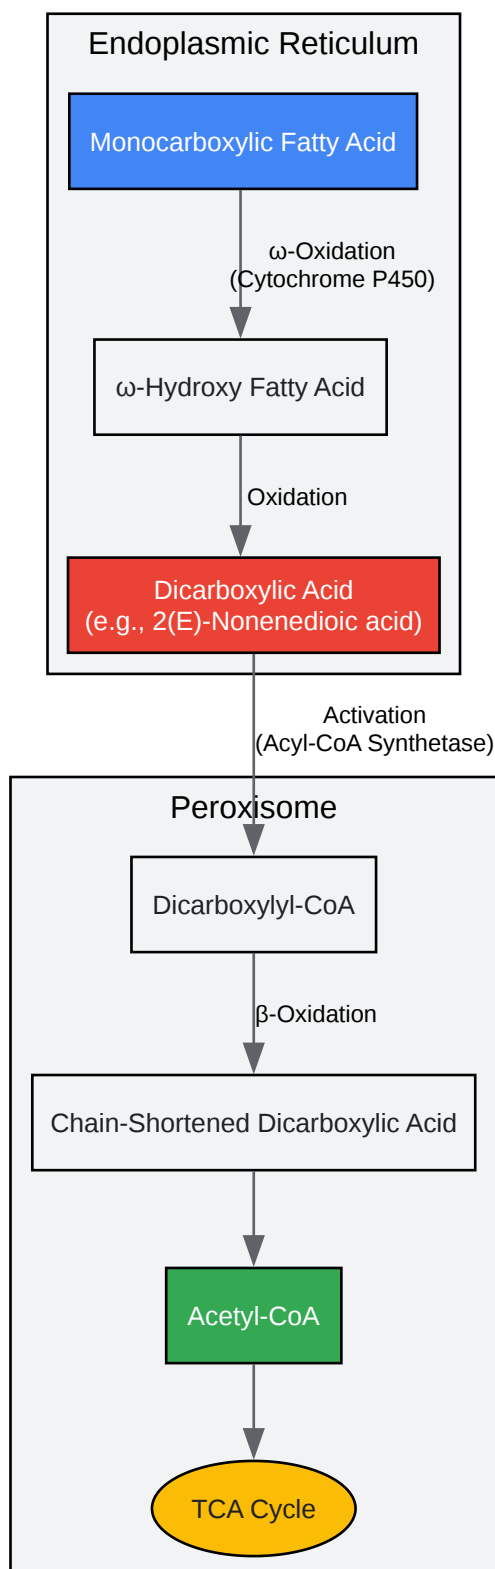 Endoplasmic Reticulum
Monocarboxylic Fatty Acid
ω-Oxidation
(Cytochrome P450)
ω-Hydroxy Fatty Acid
Oxidation
Dicarboxylic Acid
(e.g., 2(E)-Nonenedioic acid)
Activation
(Acyl-CoA Synthetase)
Peroxisome
Dicarboxylyl-CoA
β-Oxidation
Chain-Shortened Dicarboxylic Acid
Acetyl-CoA
TCA Cycle